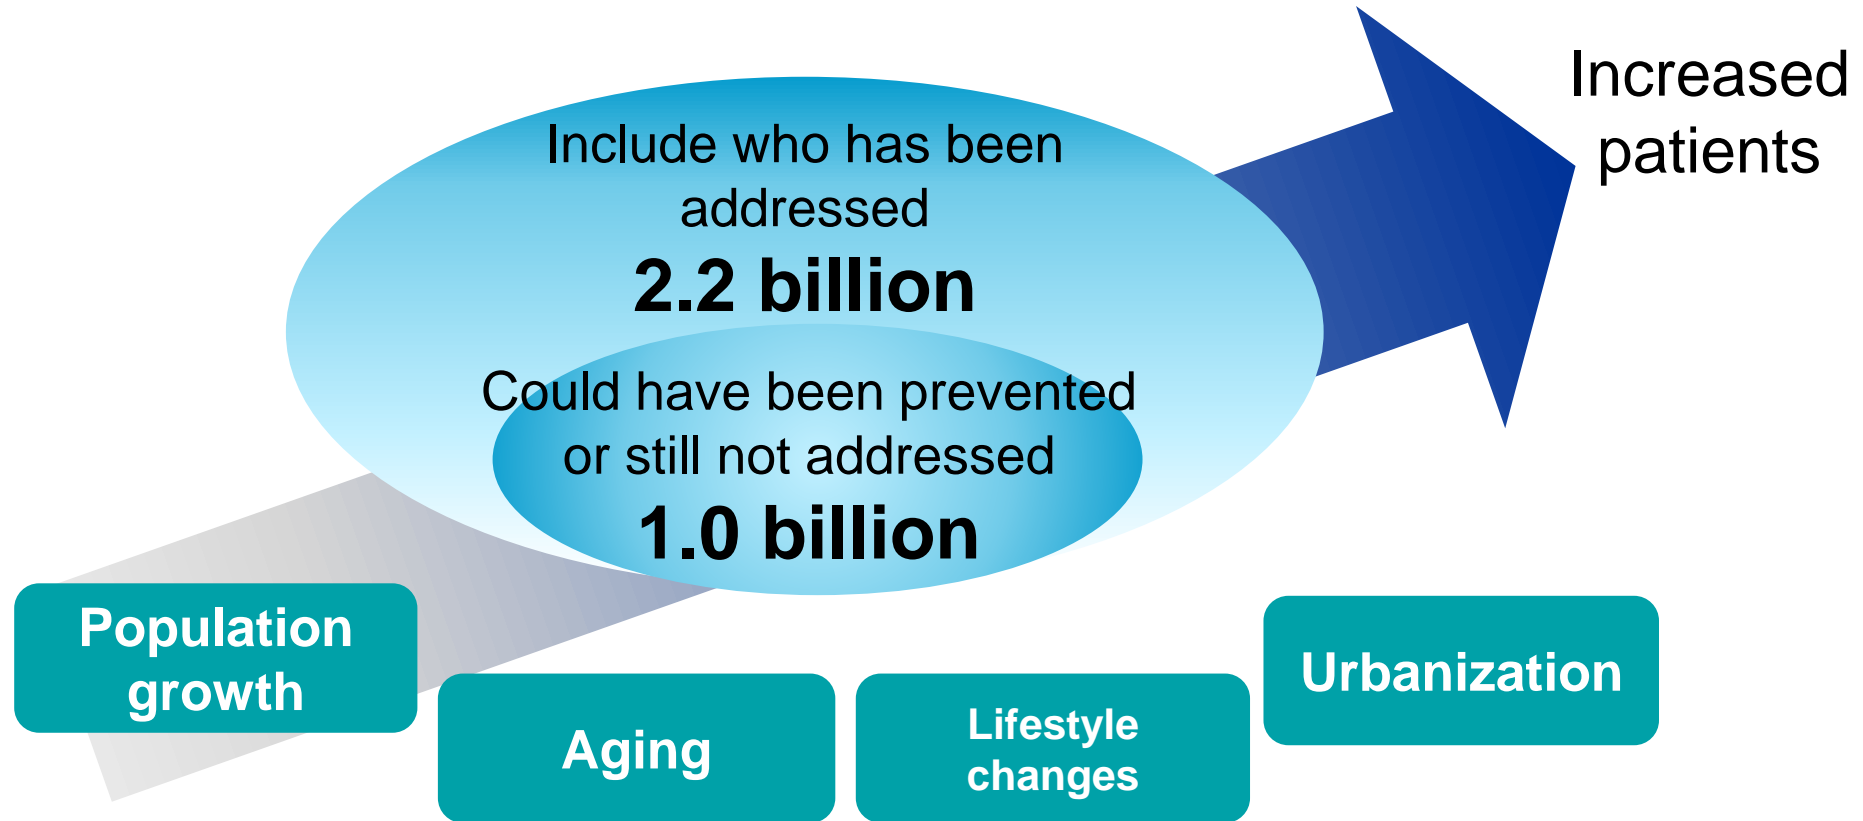 Increased
patients
Include who has been
addressed
2.2 billion
Could have been prevented
or still not addressed
1.0 billion
Population
growth
Aging
Lifestyle
changes
Urbanization